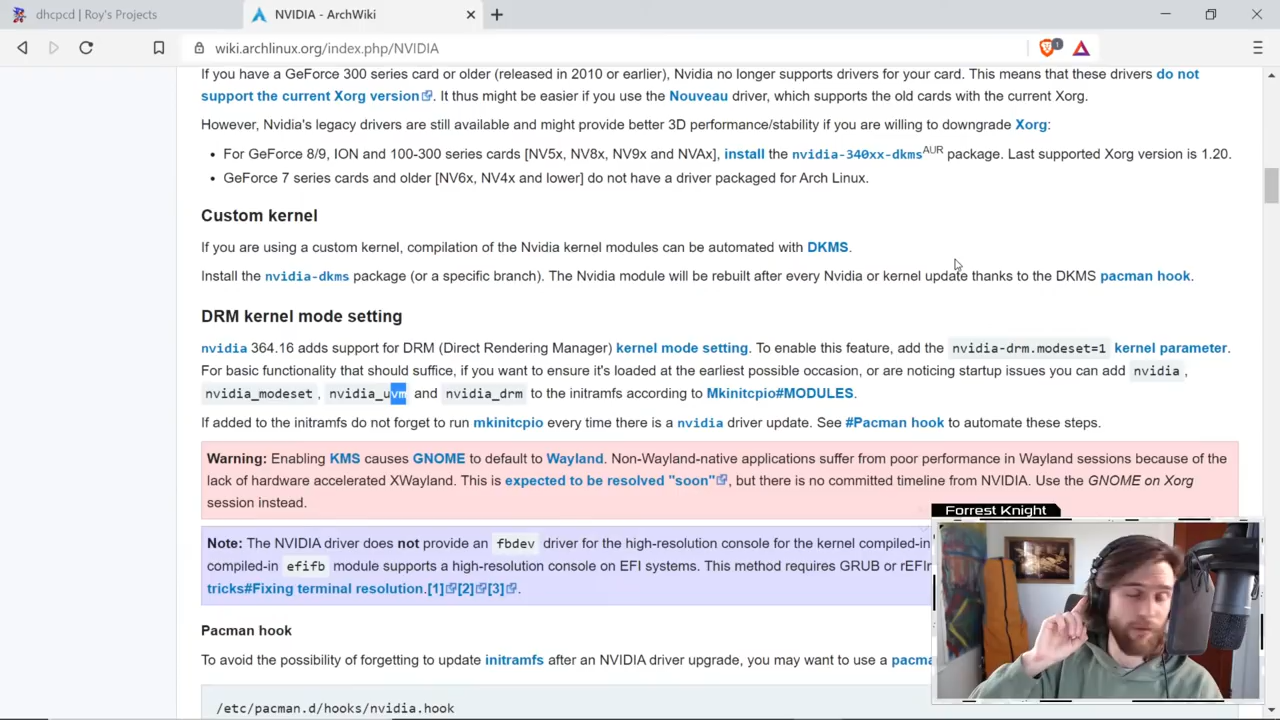 dhcpcd | Roy's Projects
NVIDIA - ArchWiki
wiki.archlinux.org/index.php/NVIDIA
1
If you have a GeForce 300 series card or older (released in 2010 or earlier), Nvidia no longer supports drivers for your card. This means that these drivers do not
support the current Xorg version. It thus might be easier if you use the Nouveau driver, which supports the old cards with the current Xorg.
However, Nvidia's legacy drivers are still available and might provide better 3D performance/stability if you are willing to downgrade Xorg:
• For GeForce 8/9, ION and 100-300 series cards [NV5x, NV8x, NV9x and NVAx], install the nvidia-340xx-dkmsAUR package. Last supported Xorg version is 1.20.
• GeForce 7 series cards and older [NV6x, NV4x and lower] do not have a driver packaged for Arch Linux.
Custom kernel
If you are using a custom kernel, compilation of the Nvidia kernel modules can be automated with DKMS.
Install the nvidia-dkms package (or a specific branch). The Nvidia module will be rebuilt after every Nvidia or kernel update thanks to the DKMS pacman hook.
DRM kernel mode setting
nvidia 364.16 adds support for DRM (Direct Rendering Manager) kernel mode setting. To enable this feature, add the nvidia-drm.modeset=1 kernel parameter.
For basic functionality that should suffice, if you want to ensure it's loaded at the earliest possible occasion, or are noticing startup issues you can add nvidia,
nvidia_modeset, nvidia_uvm and nvidia_drm to the initramfs according to Mkinitcpio#MODULES.
If added to the initramfs do not forget to run mkinitcpio every time there is a nvidia driver update. See #Pacman hook to automate these steps.
Warning: Enabling KMS causes GNOME to default to Wayland. Non-Wayland-native applications suffer from poor performance in Wayland sessions because of the
lack of hardware accelerated XWayland. This is expected to be resolved "soon", but there is no committed timeline from NVIDIA. Use the GNOME on Xorg
session instead.
Forrest Knight
Note: The NVIDIA driver does not provide an fbdev driver for the high-resolution console for the kernel compiled-in
compiled-in efifb module supports a high-resolution console on EFI systems. This method requires GRUB or rEFIn
tricks#Fixing terminal resolution.[1][2][3].
Pacman hook
To avoid the possibility of forgetting to update initramfs after an NVIDIA driver upgrade, you may want to use a pacma
/etc/pacman.d/hooks/nvidia.hook